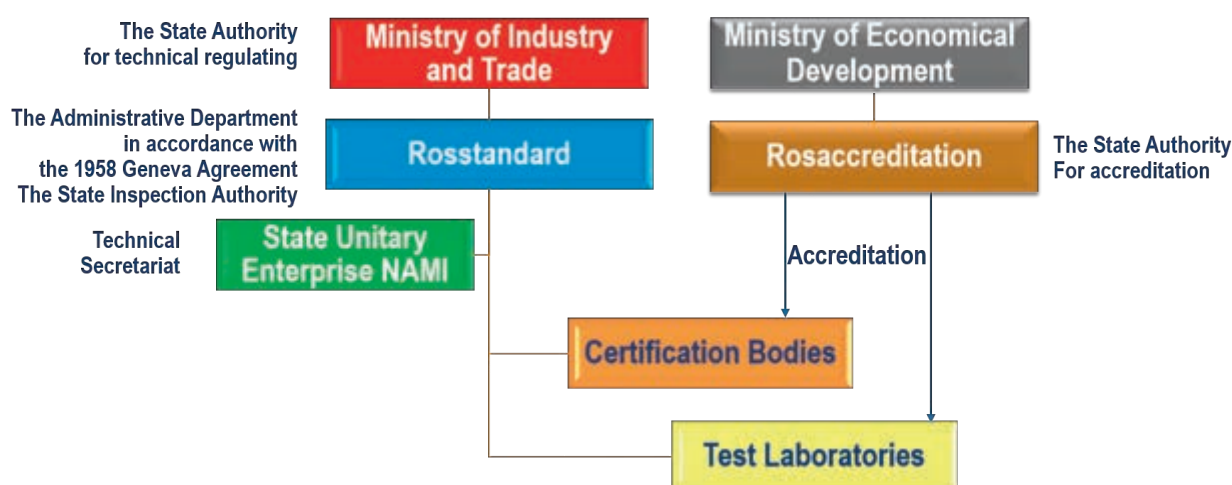 The State Authority
for technical regulating
Ministry of Industry
and Trade
Ministry of Economical
Development
The Administrative Department
in accordance with
the 1958 Geneva Agreement
The State Inspection Authority
Rosstandard
Rosaccreditation
The State Authority
For accreditation
Technical
Secretariat
State Unitary
Enterprise NAMI
Accreditation
Certification Bodies
Test Laboratories